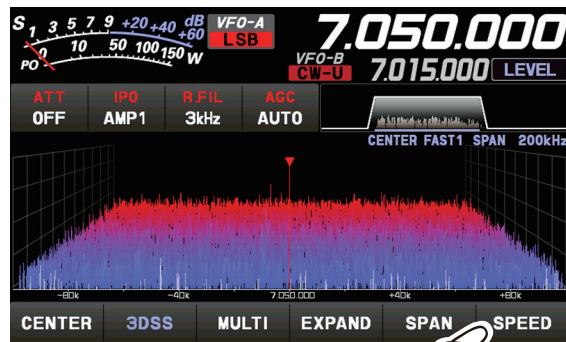 S 1 3 5 7 9 +20 +40 +60 dB
PO 0 10 50 100 150 W
VFO-A
LSB
7.050.000
VFO-B
CW-U
7.015.000
LEVEL
ATT IPO R.FIL AGC
OFF AMP1 3kHz AUTO
CENTER FAST1 SPAN 200kHz
-80k -40k 7.050.000 +40k +80k
CENTER 3DSS MULTI EXPAND SPAN SPEED